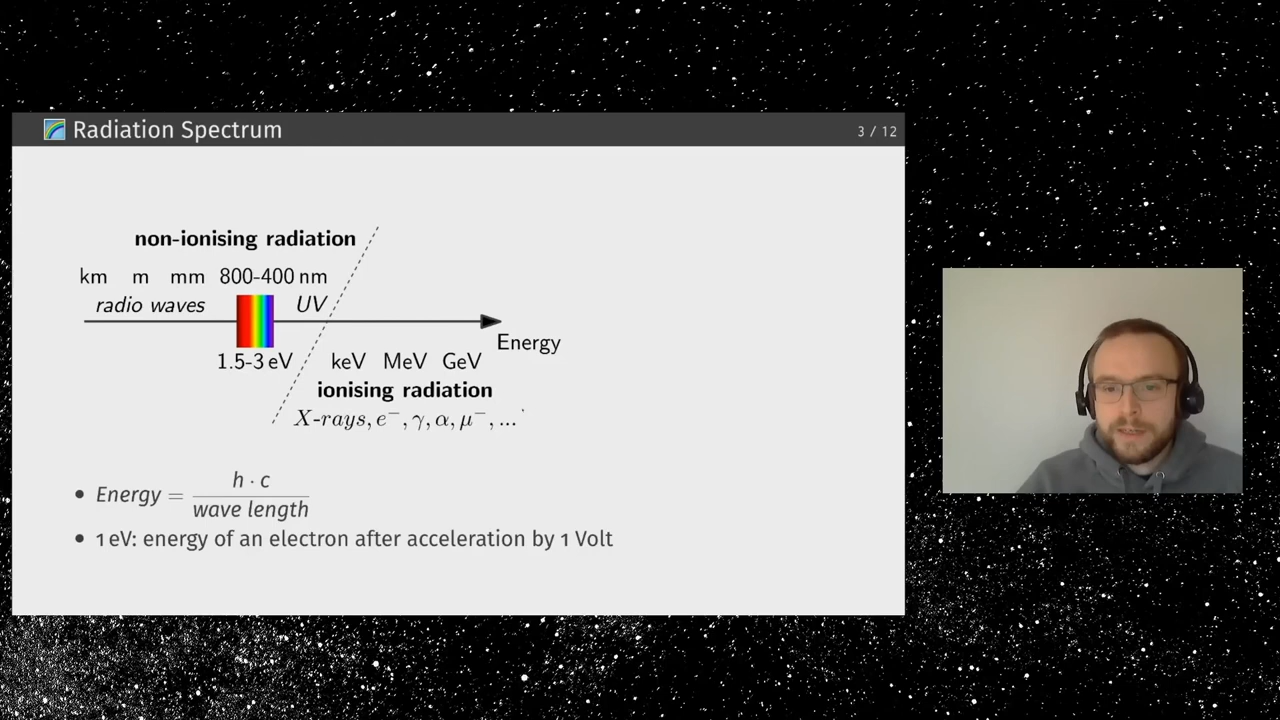 Radiation Spectrum 3 / 12
non-ionising radiation
km m mm 800-400 nm
radio waves UV
Energy
1.5-3 eV keV MeV GeV
ionising radiation
X-rays, e⁻, γ, α, μ⁻, ...
• Energy = h · c / wave length
• 1 eV: energy of an electron after acceleration by 1 Volt